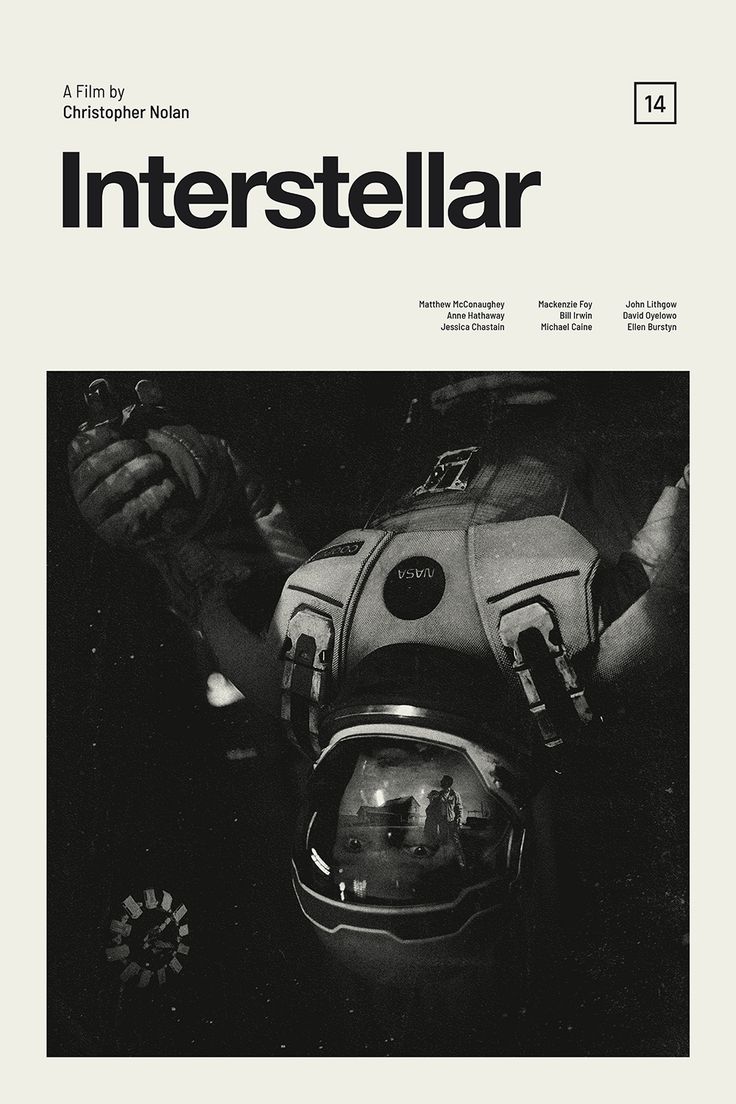 A Film by
Christopher Nolan
14
Interstellar
Matthew McConaughey
Anne Hathaway
Jessica Chastain
Mackenzie Foy
Bill Irwin
Michael Caine
John Lithgow
David Oyelowo
Ellen Burstyn
NASA